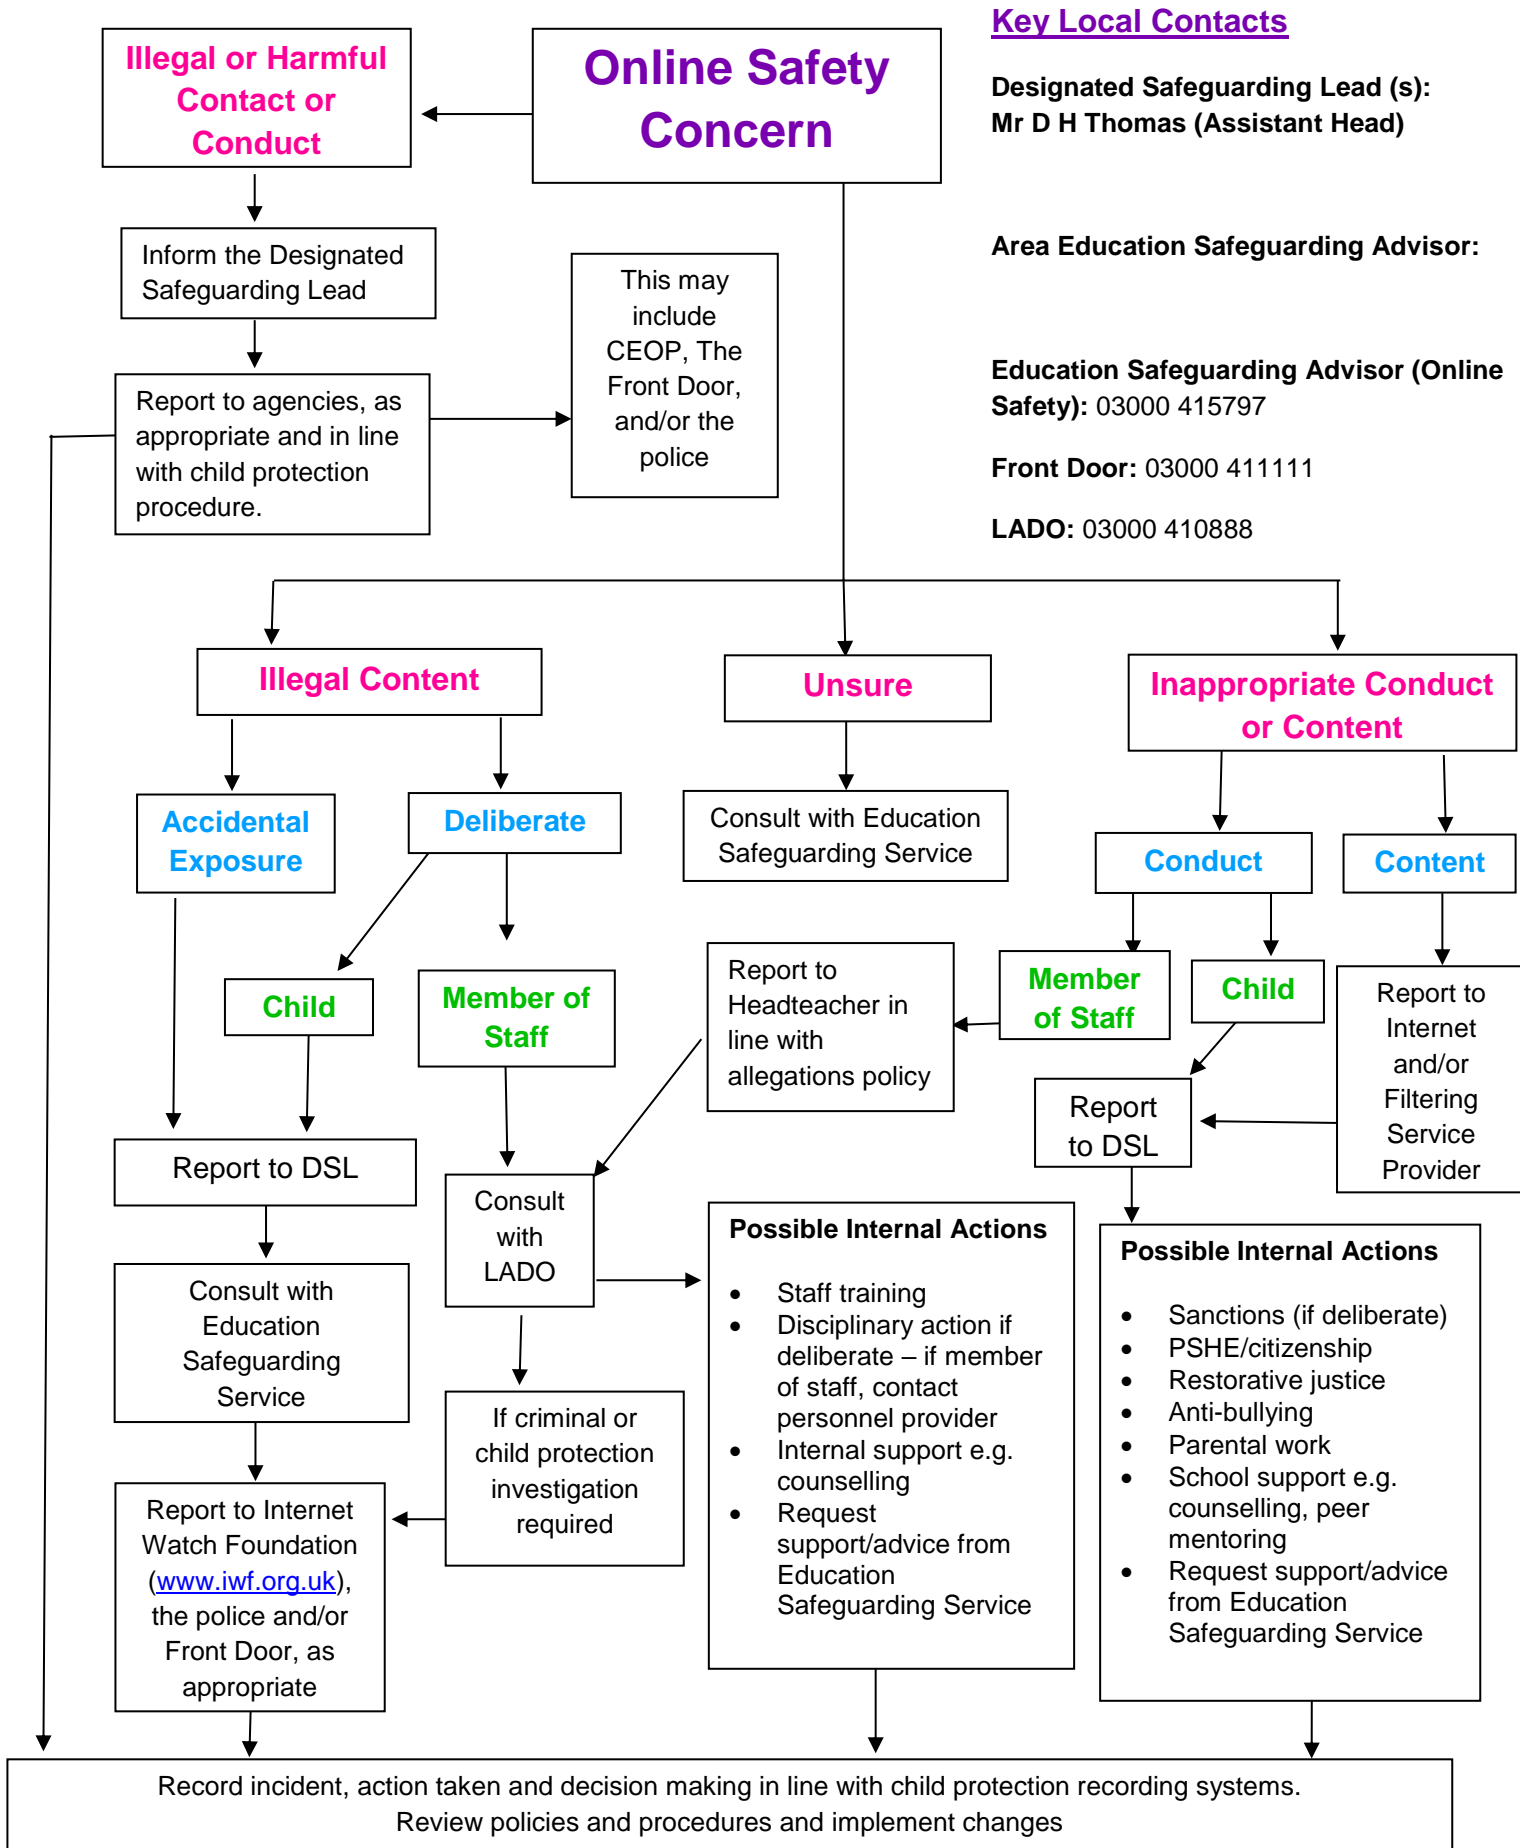 Key Local Contacts
Illegal or Harmful
Contact or
Conduct
Online Safety
Concern
Designated Safeguarding Lead (s):
Mr D H Thomas (Assistant Head)
Inform the Designated
Safeguarding Lead
This may
include
CEOP, The
Front Door,
and/or the
police
Area Education Safeguarding Advisor:
Education Safeguarding Advisor (Online
Safety): 03000 415797
Front Door: 03000 411111
LADO: 03000 410888
Report to agencies, as
appropriate and in line
with child protection
procedure.
Illegal Content
Unsure
Inappropriate Conduct
or Content
Accidental
Exposure
Deliberate
Consult with Education
Safeguarding Service
Conduct
Content
Child
Member of
Staff
Report to
Headteacher in
line with
allegations policy
Member
of Staff
Child
Report to
Internet
and/or
Filtering
Service
Provider
Report to DSL
Report
to DSL
Consult
with
LADO
Consult with
Education
Safeguarding
Service
If criminal or
child protection
investigation
required
Report to Internet
Watch Foundation
(www.iwf.org.uk),
the police and/or
Front Door, as
appropriate
Possible Internal Actions
• Staff training
• Disciplinary action if
deliberate – if member
of staff, contact
personnel provider
• Internal support e.g.
counselling
• Request
support/advice from
Education
Safeguarding Service
Possible Internal Actions
• Sanctions (if deliberate)
• PSHE/citizenship
• Restorative justice
• Anti-bullying
• Parental work
• School support e.g.
counselling, peer
mentoring
• Request support/advice
from Education
Safeguarding Service
Record incident, action taken and decision making in line with child protection recording systems.
Review policies and procedures and implement changes